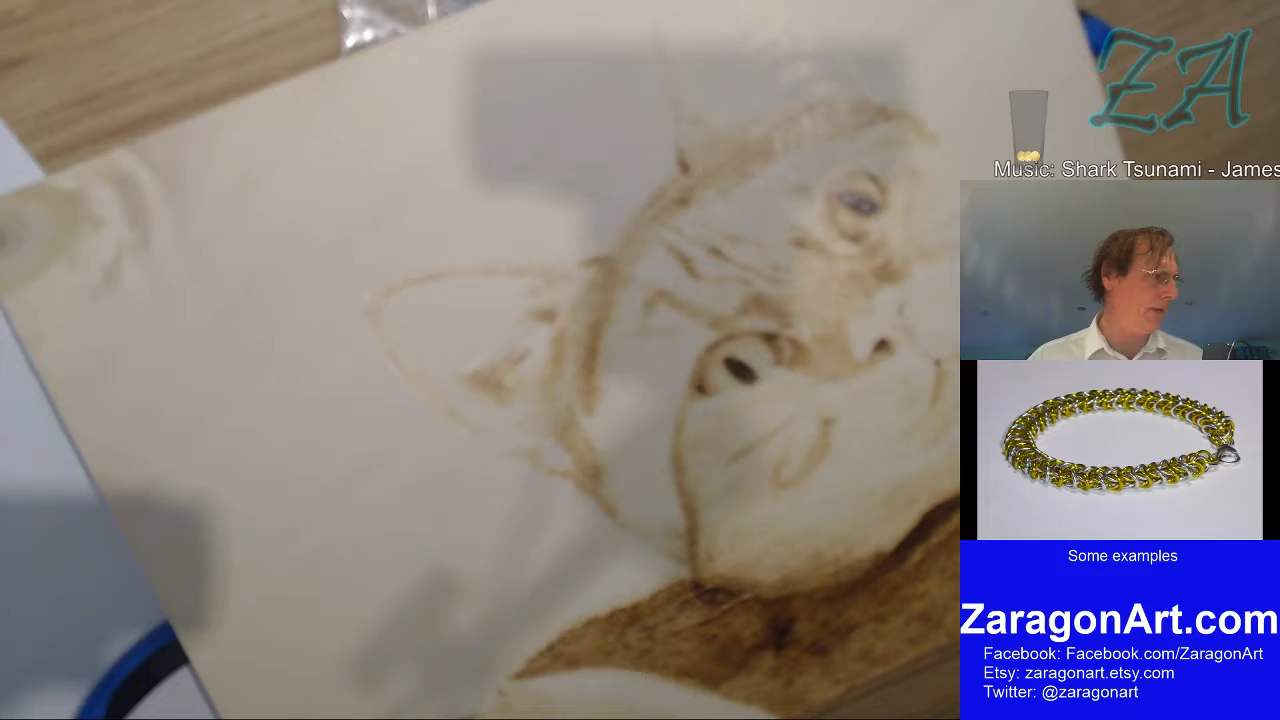 ZA
Music: Shark Tsunami - James
Some examples
ZaragonArt.com
Facebook: Facebook.com/ZaragonArt
Etsy: zaragonart.etsy.com
Twitter: @zaragonart